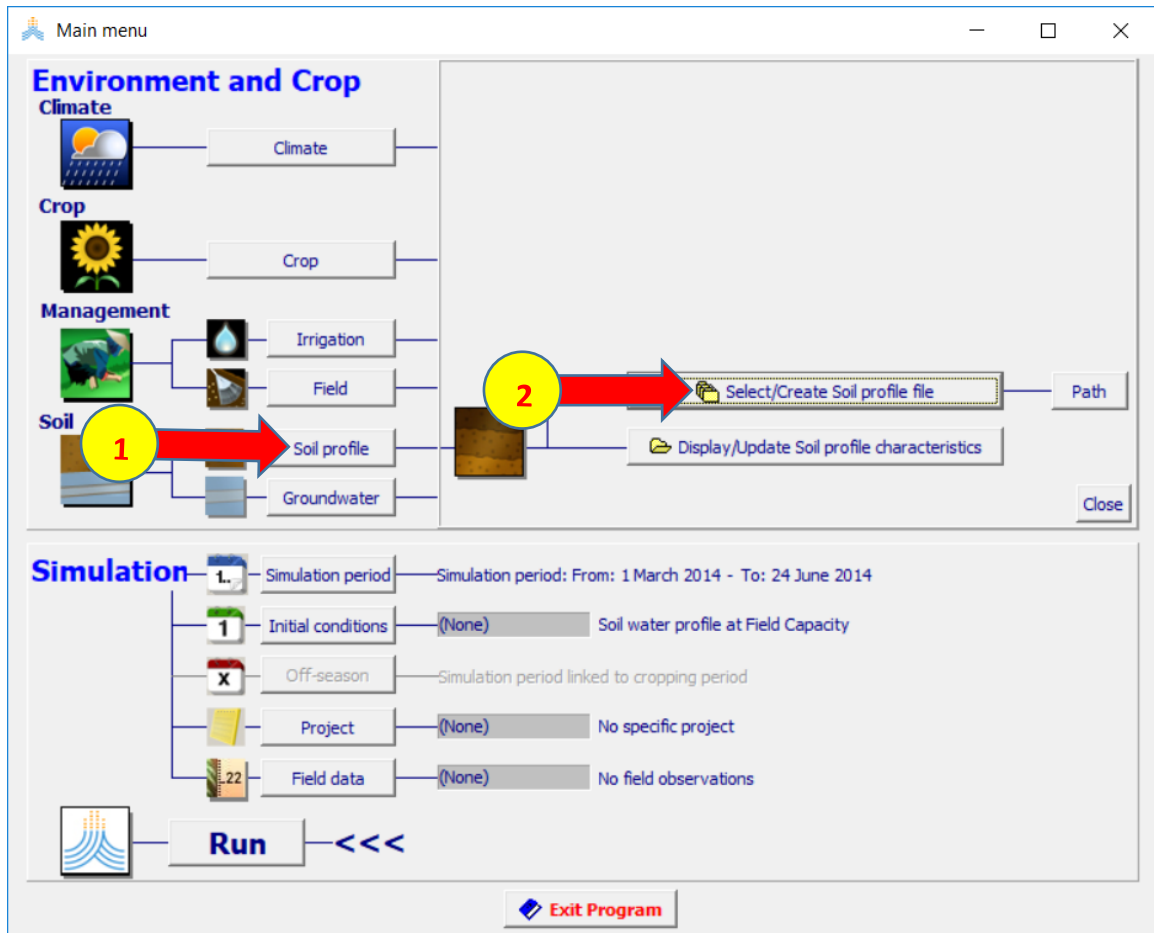 Main menu
Environment and Crop
Climate
Climate
Crop
Crop
Management
Irrigation
Field
2
Select/Create Soil profile file
Path
Soil
1
Soil profile
Display/Update Soil profile characteristics
Groundwater
Close
Simulation
1..
Simulation period
Simulation period: From: 1 March 2014 - To: 24 June 2014
1
Initial conditions
(None)
Soil water profile at Field Capacity
X
Off-season
Simulation period linked to cropping period
Project
(None)
No specific project
..22
Field data
(None)
No field observations
Run
<<<
Exit Program